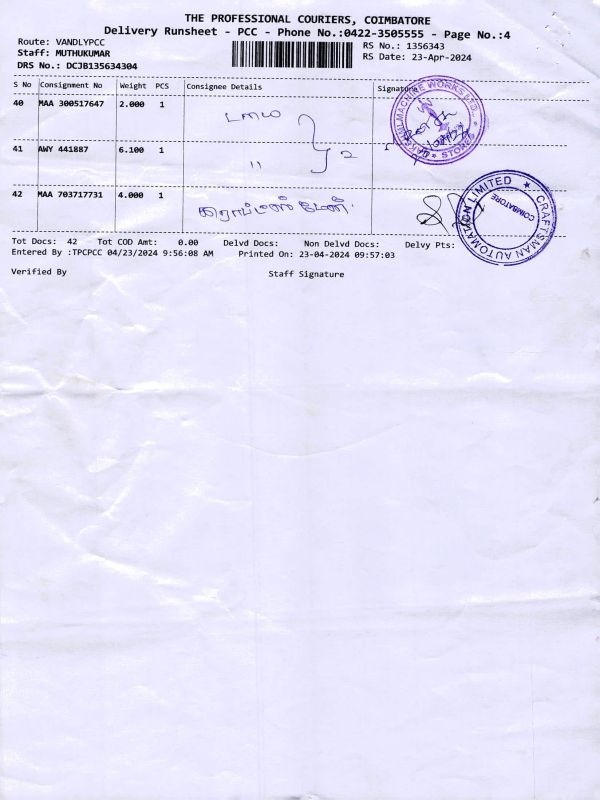 THE PROFESSIONAL COURIERS, COIMBATORE
Delivery Runsheet - PCC - Phone No.:0422-3505555 - Page No.:4
Route: VANDLYPCC
Staff: MUTHUKUMAR
DRS No.: DCJB135634304
RS No.: 1356343
RS Date: 23-Apr-2024
S No Consignment No Weight PCS Consignee Details Signature
40 MAA 300517647 2.000 1
41 AWY 441887 6.100 1 " 2
42 MAA 703717731 4.000 1
MACHINE WORKS LTD. STORES
CRAFTSMAN AUTOMATION LIMITED
COIMBATORE
Tot Docs: 42 Tot COD Amt: 0.00 Delvd Docs: Non Delvd Docs: Delvy Pts:
Entered By :TPCPCC 04/23/2024 9:56:08 AM Printed On: 23-04-2024 09:57:03
Verified By Staff Signature